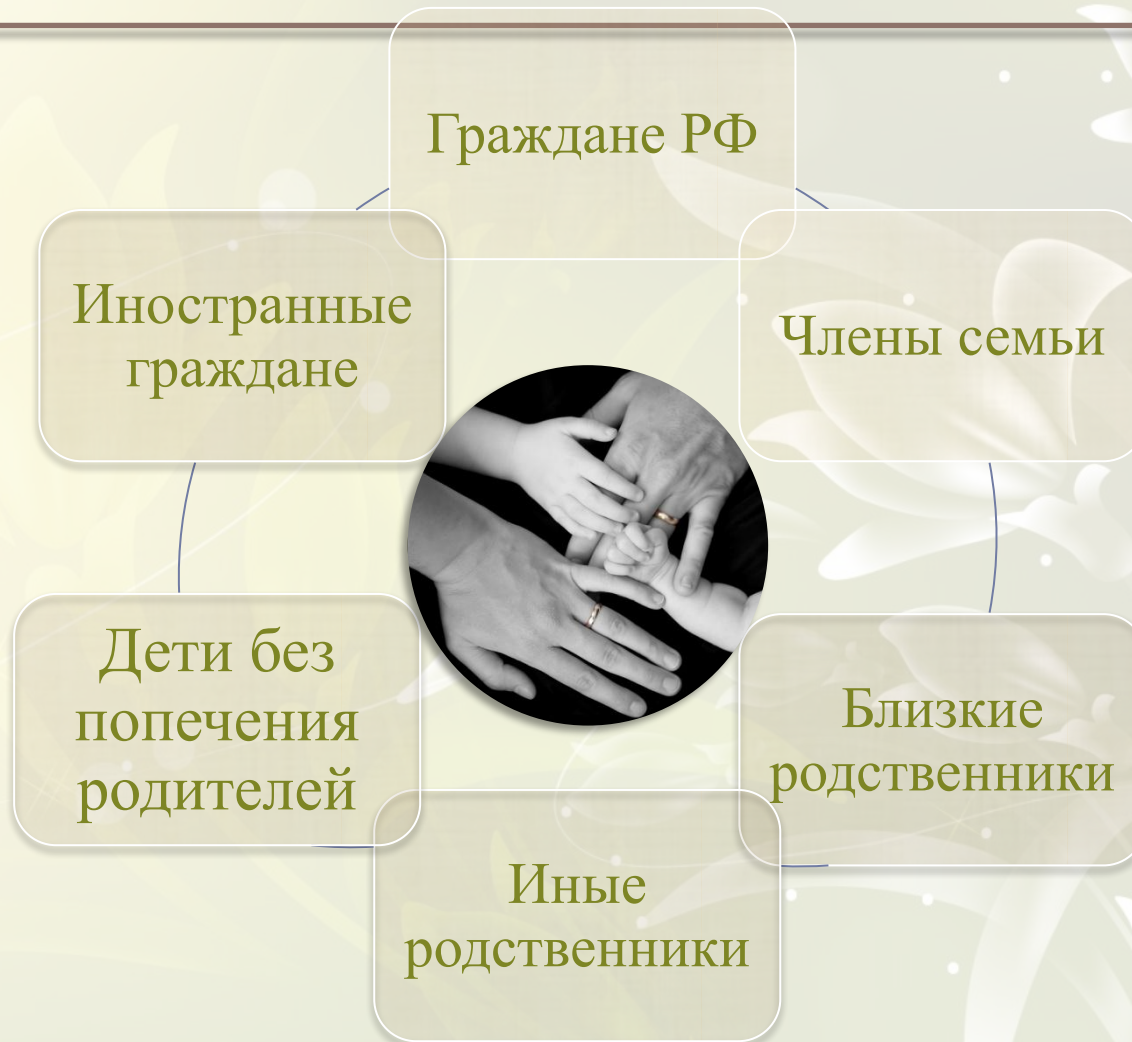 Граждане РФ
Члены семьи
Близкие
родственники
Иные
родственники
Дети без
попечения
родителей
Иностранные
граждане